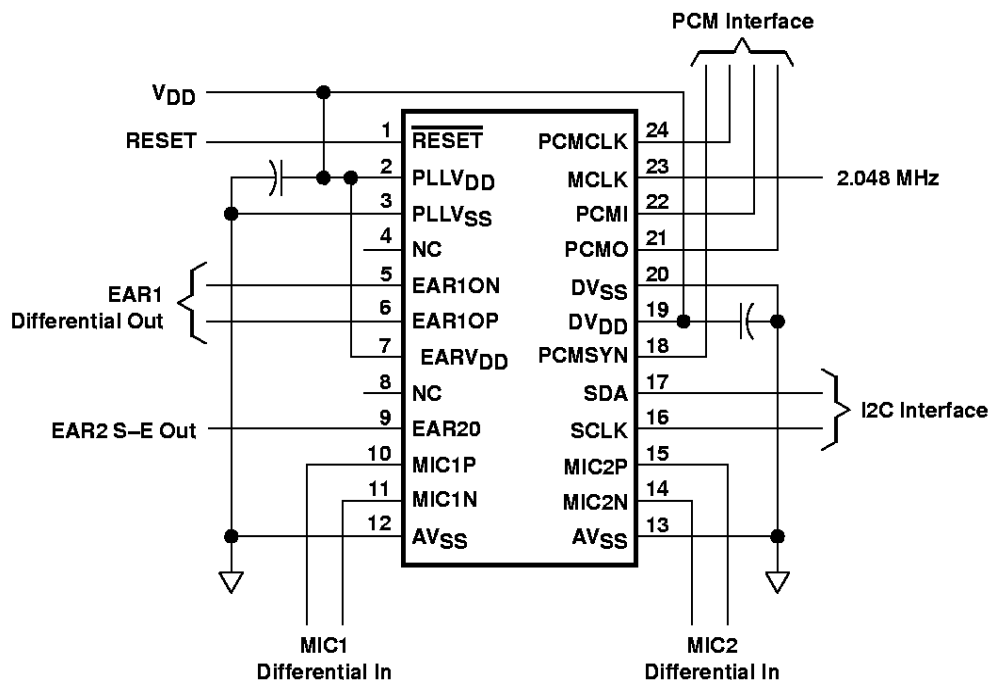 PCM Interface
VDD
RESET
1 RESET PCMCLK 24
2 PLLVDD MCLK 23 2.048 MHz
3 PLLVSS PCMI 22
4 NC PCMO 21
5 EAR1ON DVSS 20
EAR1
Differential Out
6 EAR1OP DVDD 19
7 EARVDD PCMSYN 18
8 NC SDA 17
I2C Interface
EAR2 S–E Out 9 EAR20 SCLK 16
10 MIC1P MIC2P 15
11 MIC1N MIC2N 14
12 AVSS AVSS 13
MIC1
Differential In
MIC2
Differential In